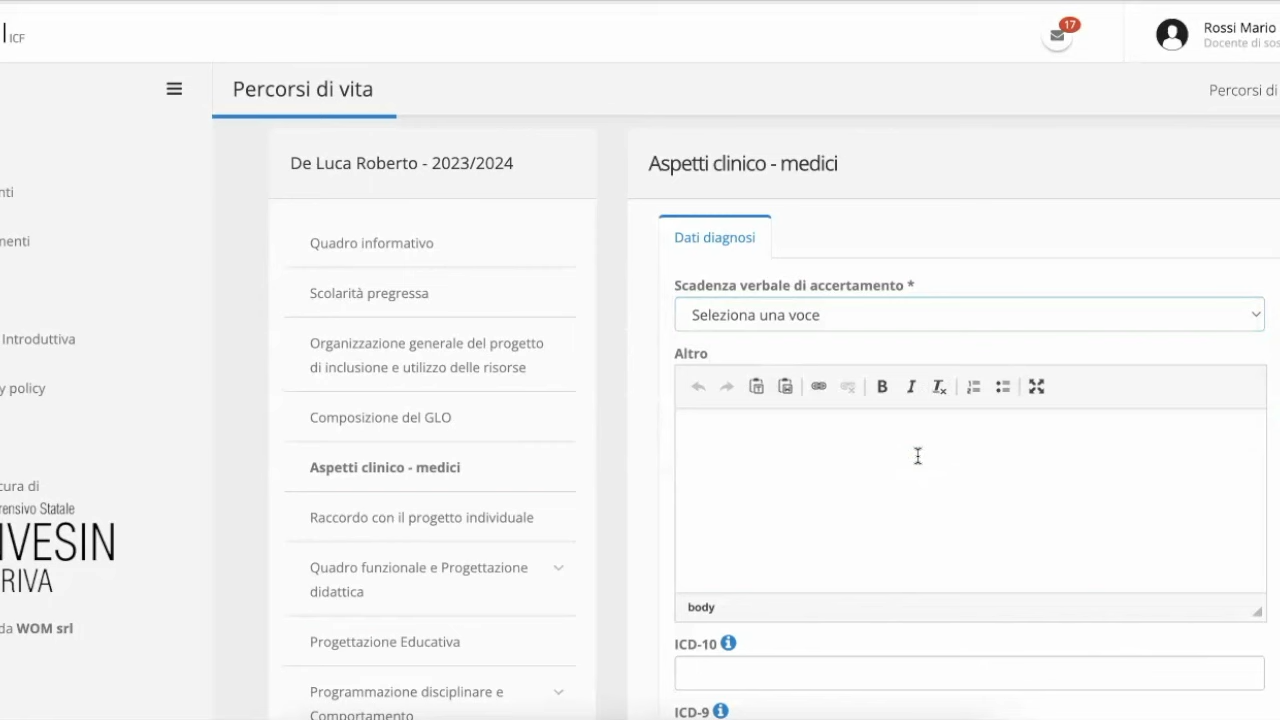 ICF
17
Rossi Mario
Docente di sos
Percorsi di vita
Percorsi di
nti
De Luca Roberto - 2023/2024
Aspetti clinico - medici
nenti
Quadro informativo
Dati diagnosi
Scolarità pregressa
Scadenza verbale di accertamento *
Seleziona una voce
Introduttiva
Organizzazione generale del progetto
di inclusione e utilizzo delle risorse
Altro
y policy
B I Tx
Composizione del GLO
Aspetti clinico - medici
cura di
rensivo Statale
IVESIN
RIVA
Raccordo con il progetto individuale
Quadro funzionale e Progettazione
didattica
body
da WOM srl
Progettazione Educativa
ICD-10
Programmazione disciplinare e
Comportamento
ICD-9